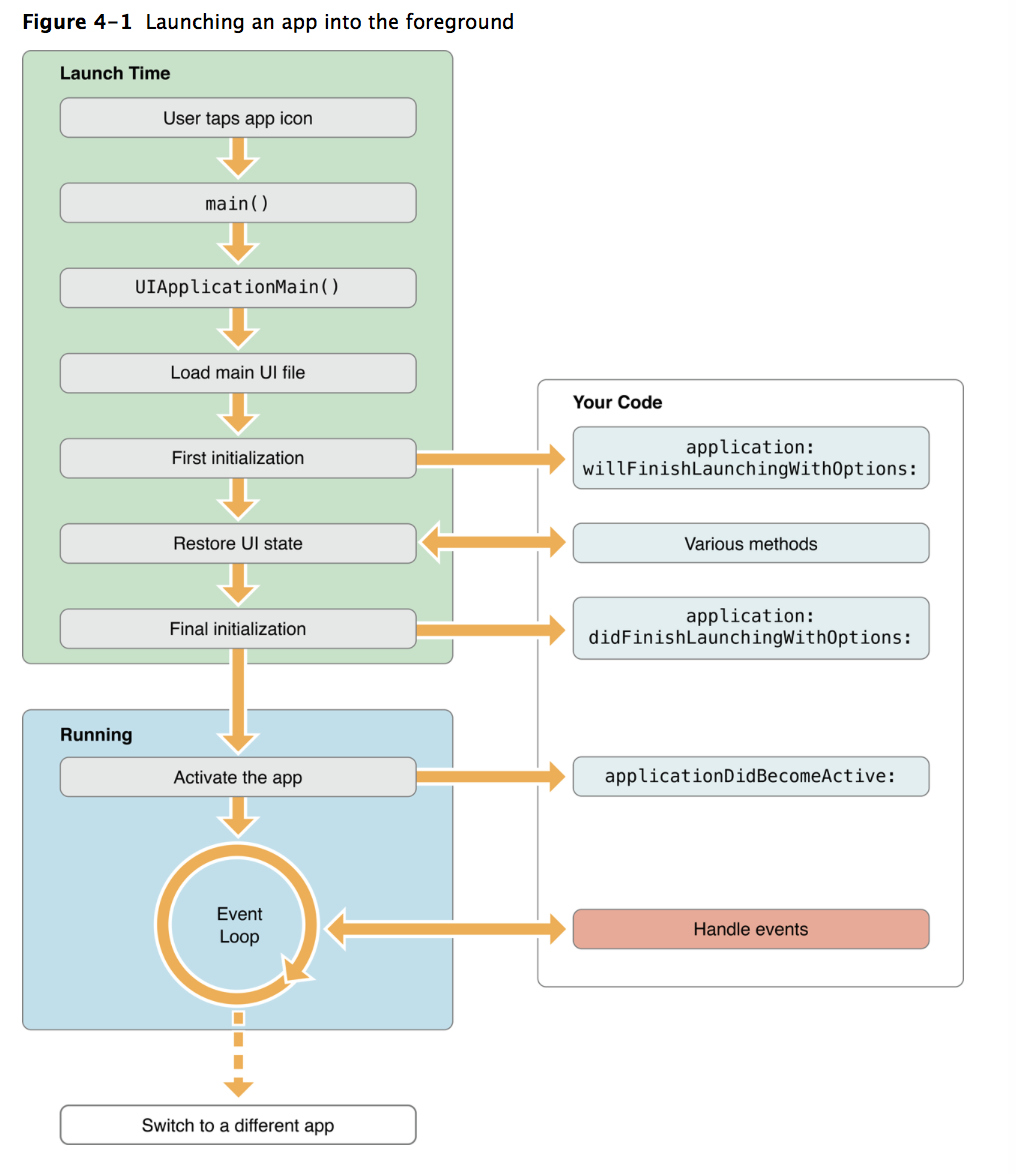 Figure 4-1 Launching an app into the foreground
Launch Time
User taps app icon
main()
UIApplicationMain()
Load main UI file
Your Code
First initialization
application:
willFinishLaunchingWithOptions:
Restore UI state
Various methods
Final initialization
application:
didFinishLaunchingWithOptions:
Running
Activate the app
applicationDidBecomeActive:
Event
Loop
Handle events
Switch to a different app